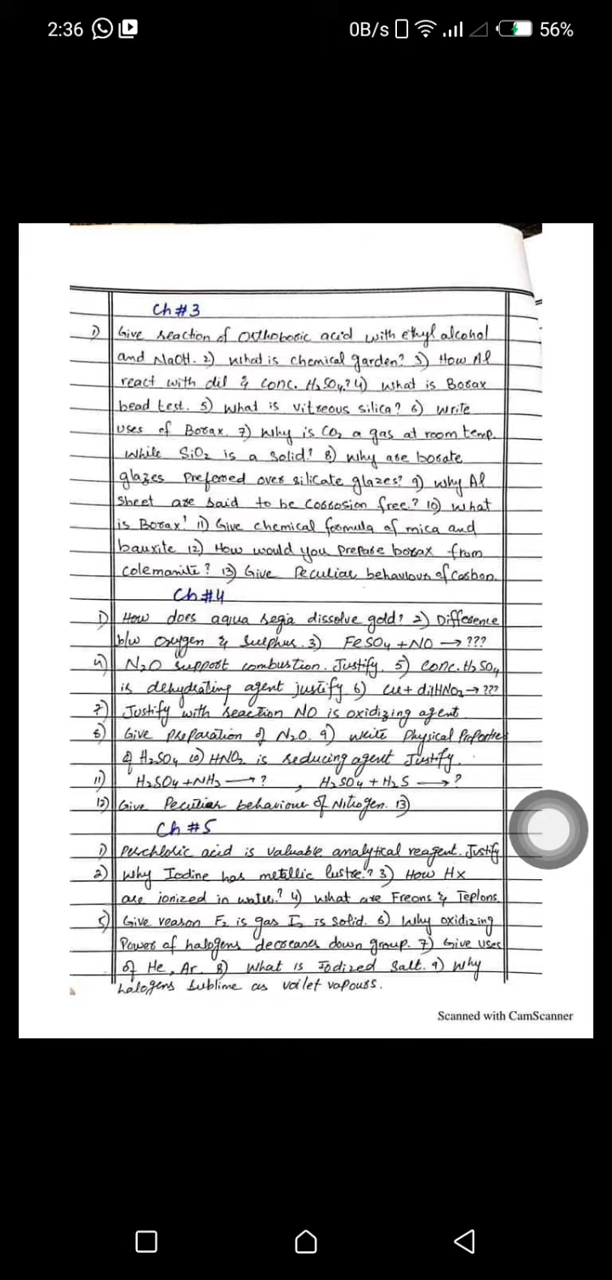 2:36
0B/s
56%
Ch #3
1) Give reaction of Orthoboric acid with ethyl alcohol
and NaOH. 2) what is chemical garden? 3) How Al
react with dil & conc. H₂SO₄? 4) what is Borax
bead test. 5) what is vitreous silica? 6) write
uses of Borax. 7) Why is CO₂ a gas at room temp.
while SiO₂ is a solid? 8) why are borate
glazes Preferred over silicate glazes? 9) why Al
sheet are said to be corrosion free? 10) what
is Borax? 11) Give chemical formula of mica and
bauxite 12) How would you prepare borax from
colemanite? 13) Give Peculiar behaviour of Carbon.
Ch #4
1) How does aqua regia dissolve gold? 2) Difference
b/w Oxygen & Sulphur. 3) FeSO₄ + NO → ???
4) N₂O support combustion. Justify. 5) conc. H₂SO₄
is dehydrating agent justify 6) Cu + dil HNO₃ → ???
7) Justify with reaction NO is oxidizing agent
8) Give preparation of N₂O. 9) write Physical Properties
of H₂SO₄ 10) HNO₂ is reducing agent Justify.
11) H₂SO₄ + NH₃ → ? , H₂SO₄ + H₂S → ?
12) Give Peculiar behaviour of Nitrogen. 13)
Ch #5
1) Perchloric acid is valuable analytical reagent. Justify
2) why Iodine has metallic lustre? 3) How Hx
are ionized in water? 4) what are Freons & Teplons.
5) Give reason F₂ is gas I₂ is solid. 6) Why oxidizing
Power of halogens decreases down group. 7) Give uses
of He, Ar. 8) What is Iodized Salt. 9) Why
halogens sublime as voilet vapours.
Scanned with CamScanner